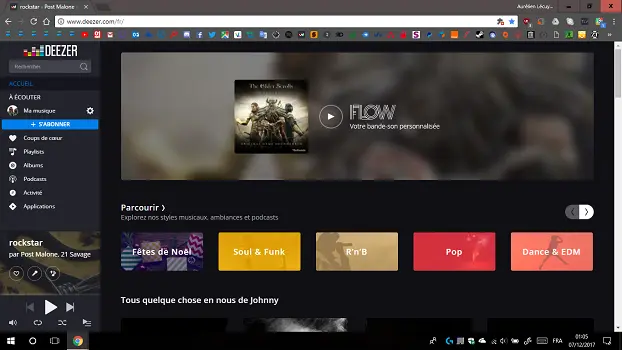 rockstar - Post Malone
Aurélien Lécuy...
www.deezer.com/fr/
DEEZER
Rechercher
ACCUEIL
À ÉCOUTER
Ma musique
+ S'ABONNER
Coups de cœur
Playlists
Albums
Podcasts
Activité
Applications
rockstar
par Post Malone, 21 Savage
The Elder Scrolls
FLOW
Votre bande-son personnalisée
Parcourir
Explorez nos styles musicaux, ambiances et podcasts
Fêtes de Noël
Soul & Funk
R'n'B
Pop
Dance & EDM
Tous quelque chose en nous de Johnny
FRA
01:05
07/12/2017